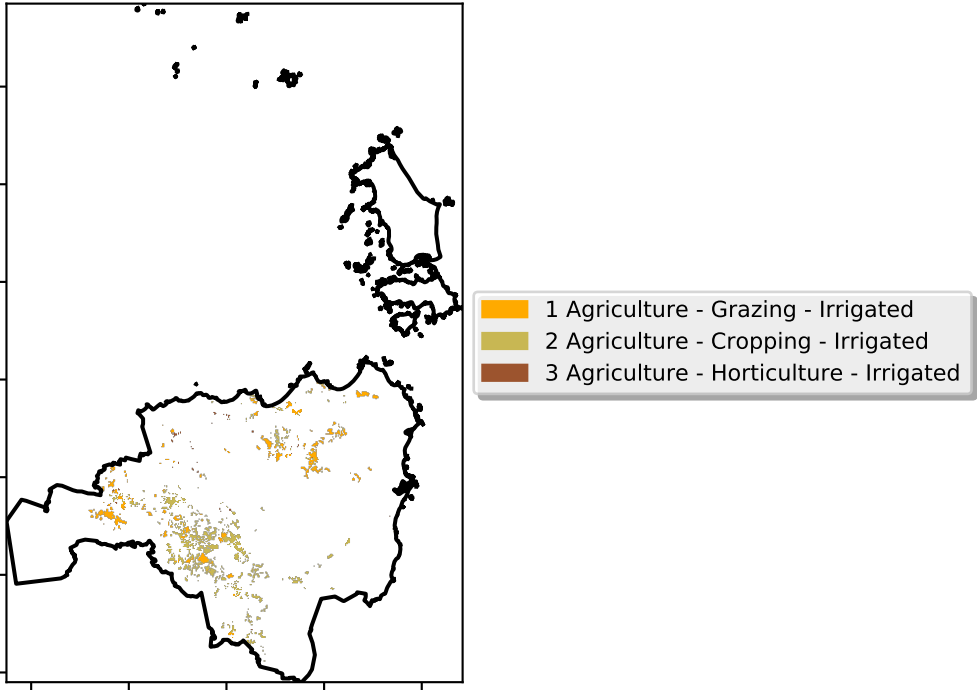 1 Agriculture - Grazing - Irrigated
2 Agriculture - Cropping - Irrigated
3 Agriculture - Horticulture - Irrigated